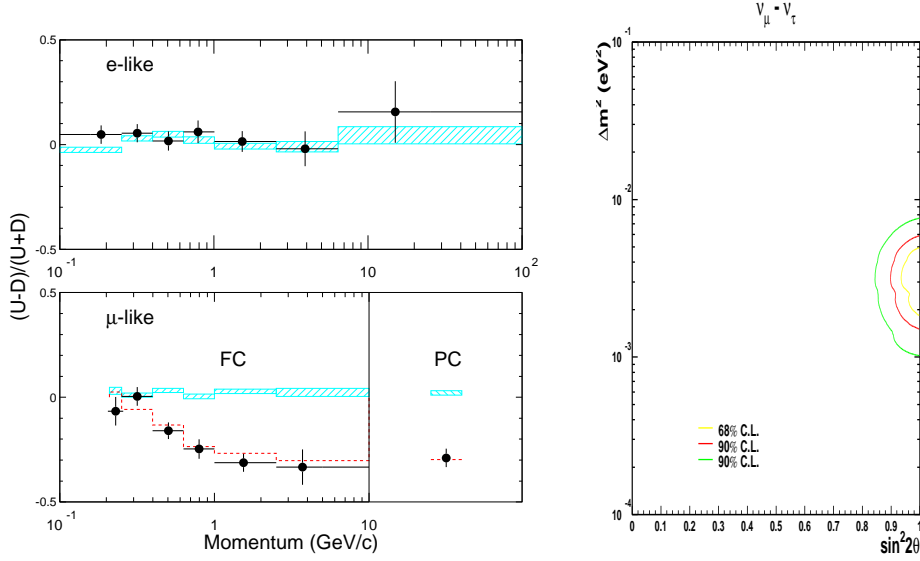 (U-D)/(U+D)
0.5
0
-0.5
e-like
10⁻¹
1
10
10²
0.5
0
-0.5
μ-like
FC
PC
10⁻¹
1
10
Momentum (GeV/c)
ν_μ - ν_τ
Δm² (eV²)
10⁻¹
10⁻²
10⁻³
10⁻⁴
68% C.L.
90% C.L.
90% C.L.
0 0.1 0.2 0.3 0.4 0.5 0.6 0.7 0.8 0.9 1
sin²2θ